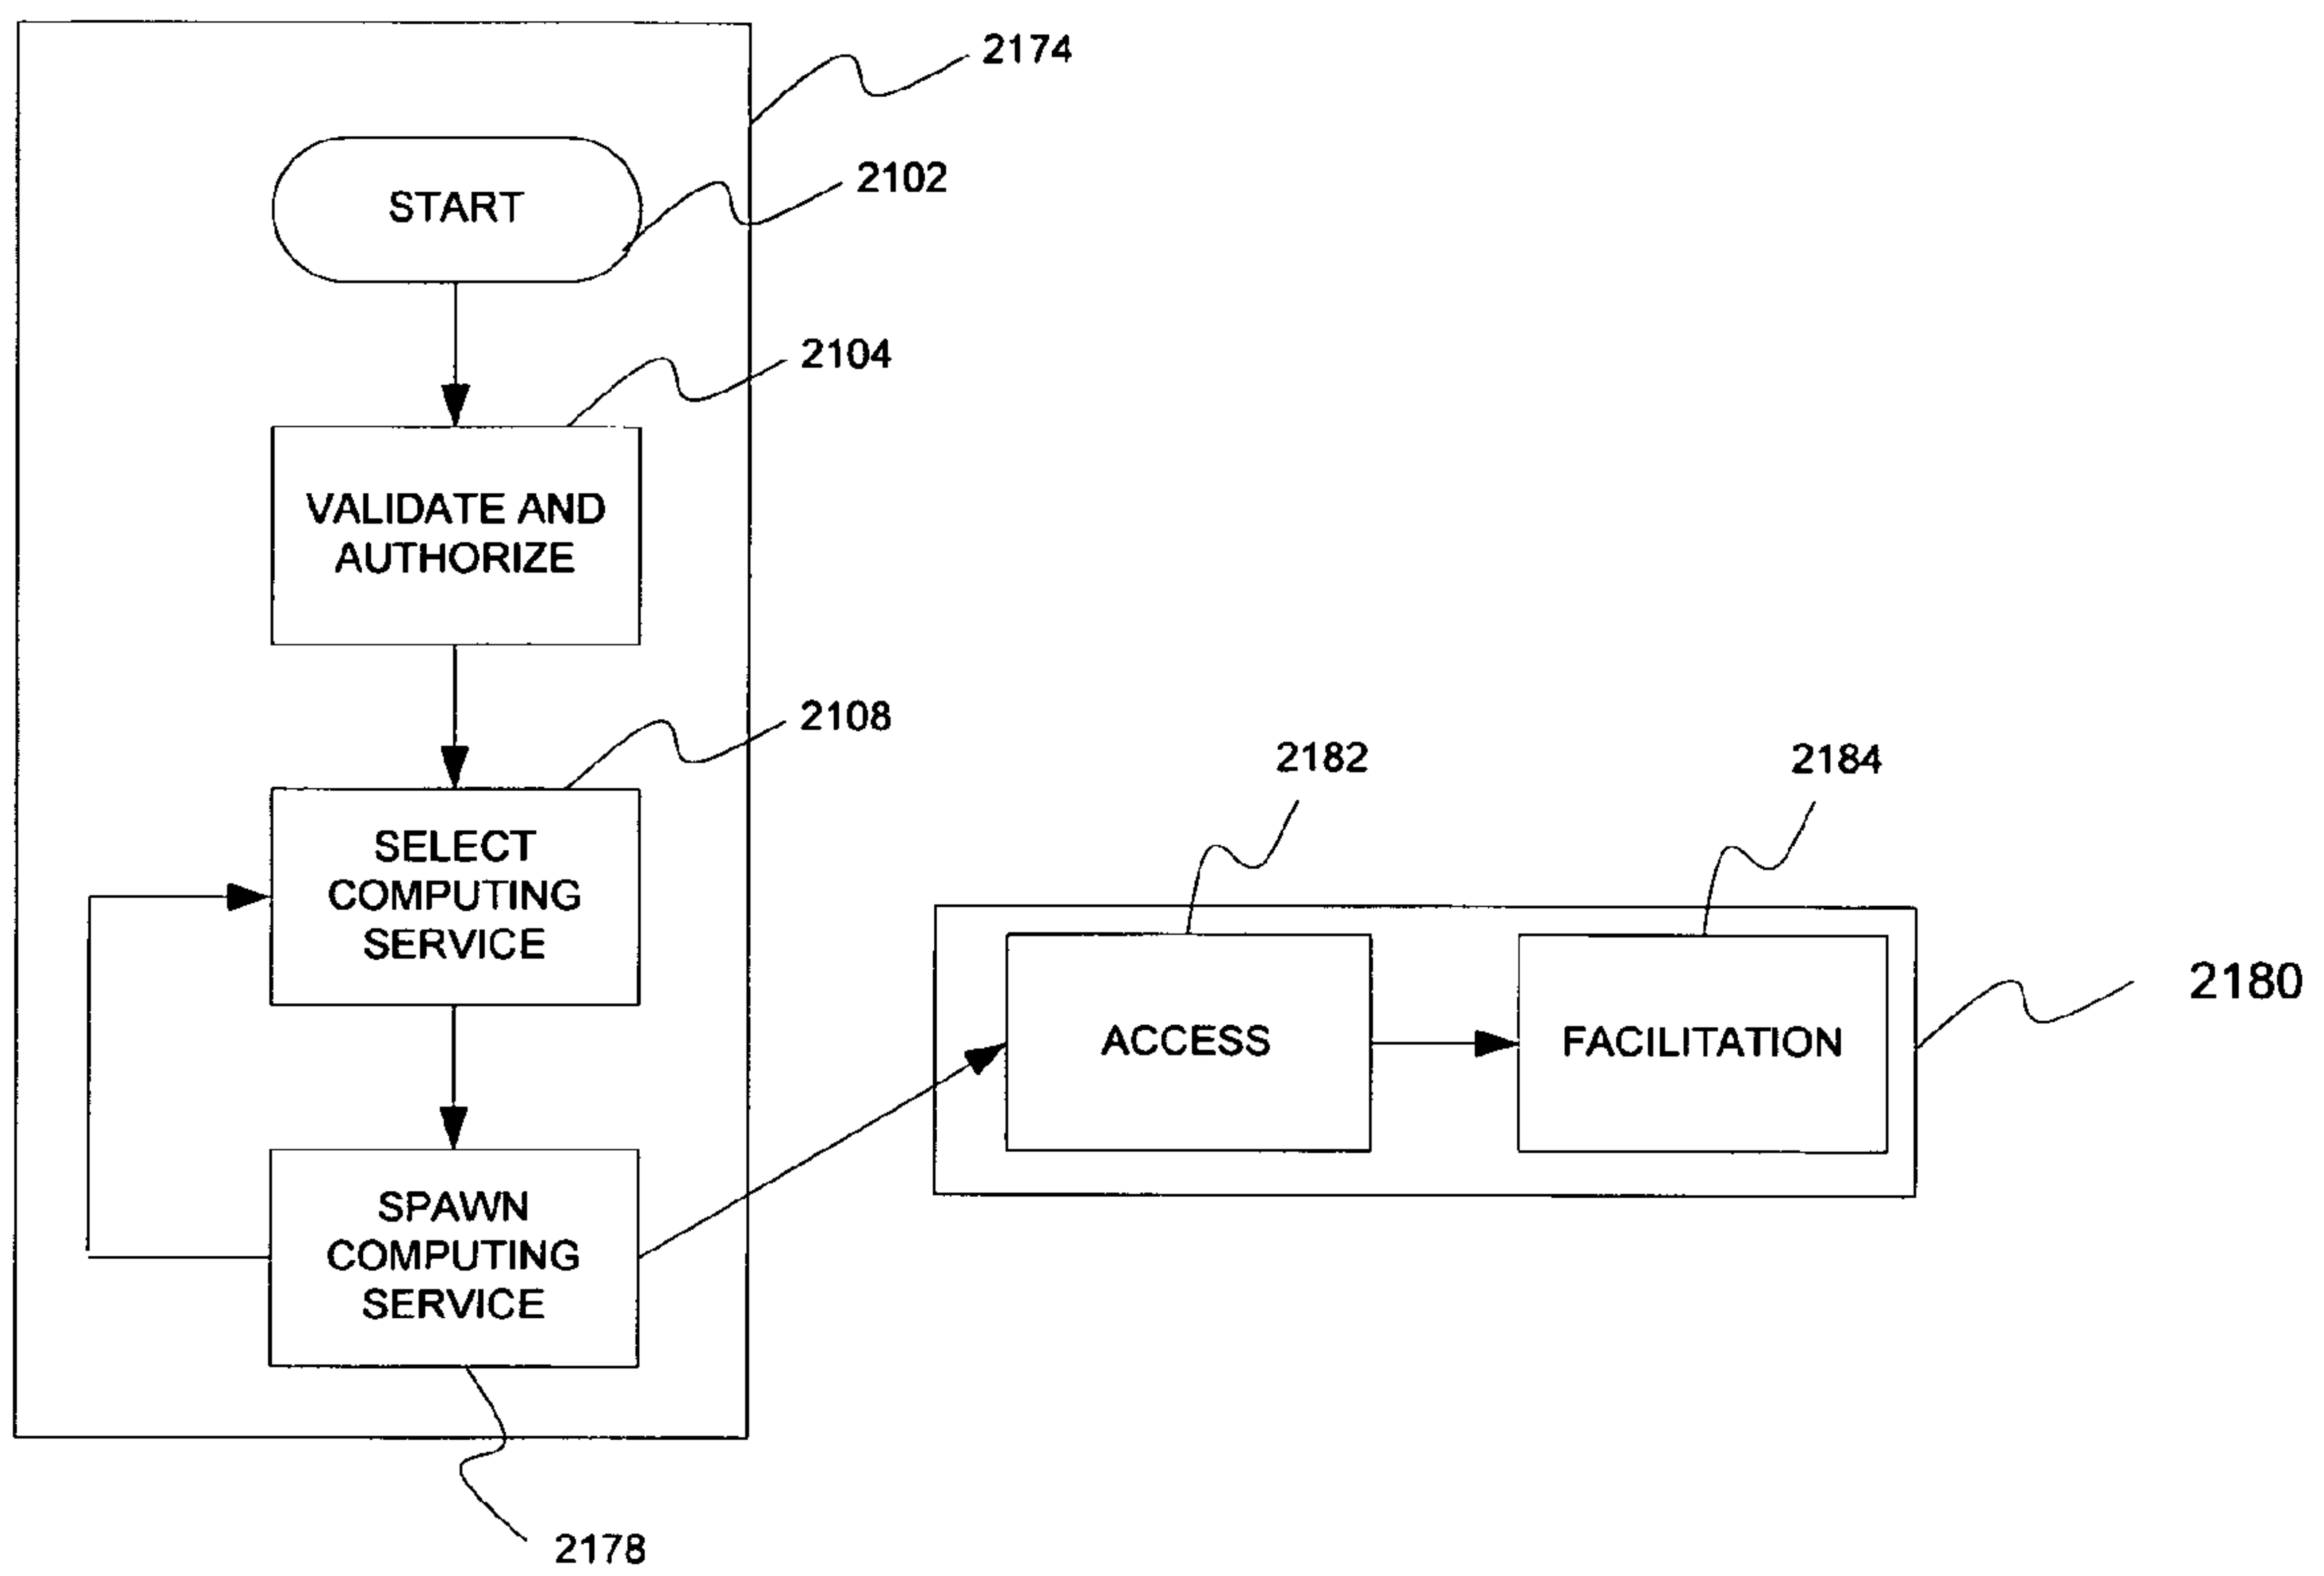 2174
2102
START
2104
VALIDATE AND
AUTHORIZE
2108
SELECT
COMPUTING
SERVICE
2182
2184
2180
ACCESS
FACILITATION
SPAWN
COMPUTING
SERVICE
2178